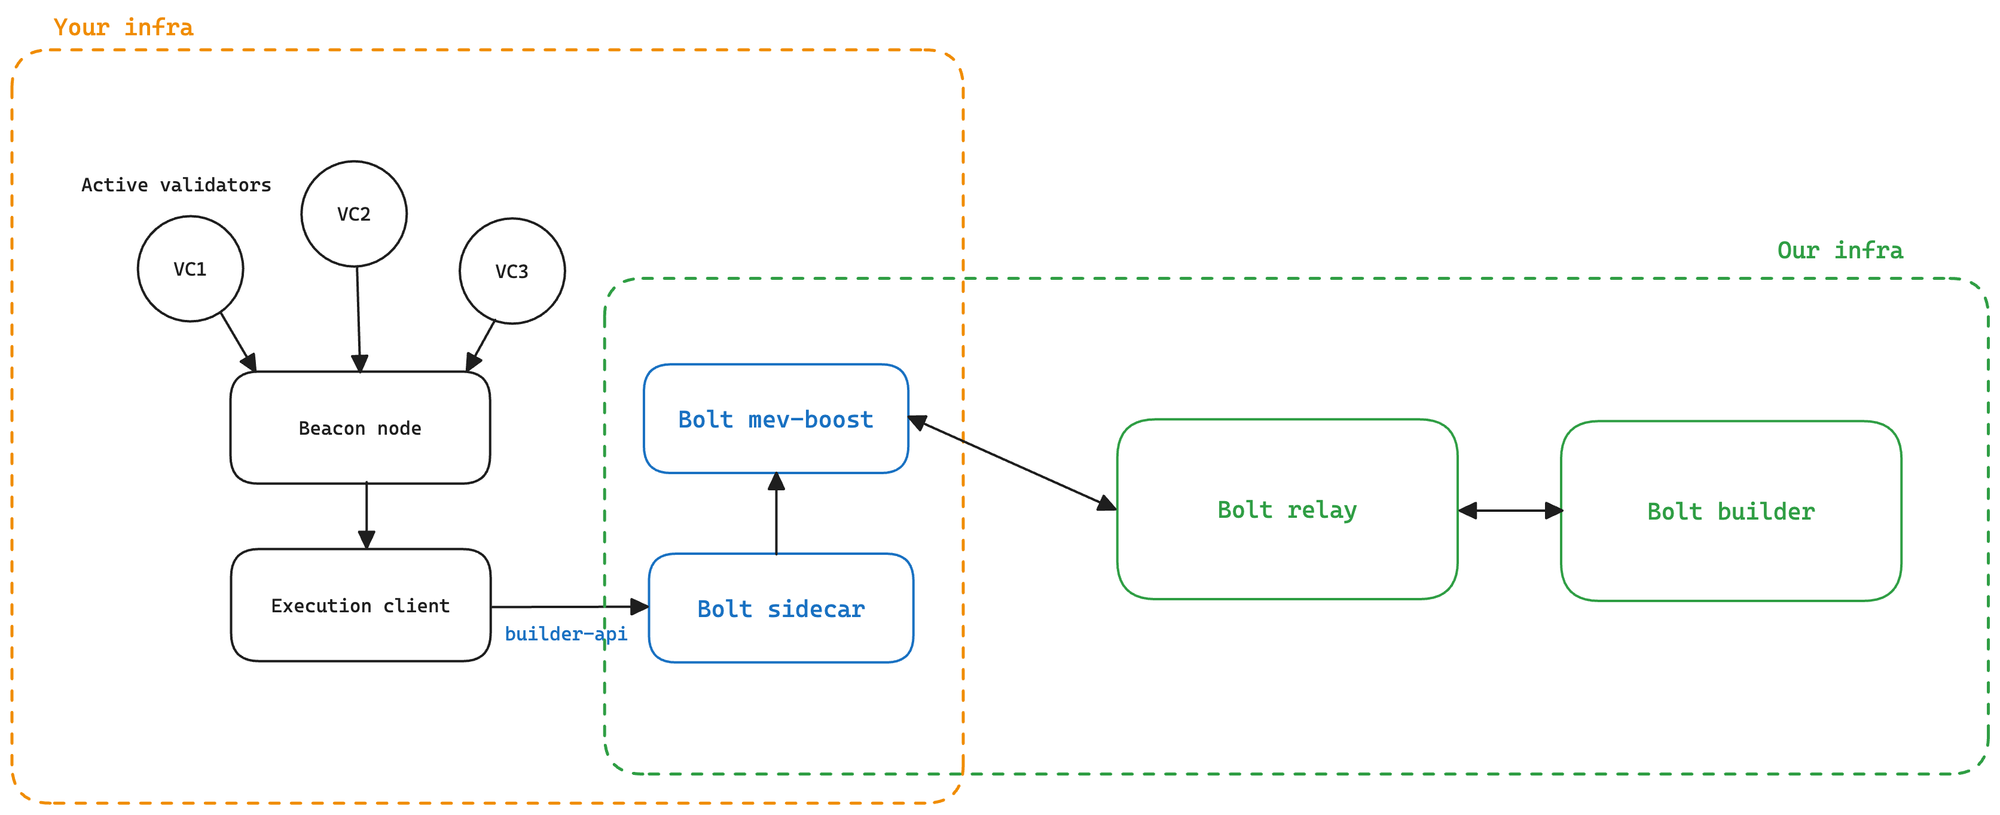 Your infra
Active validators
VC2
VC1
VC3
Our infra
Beacon node
Bolt mev-boost
Bolt relay
Bolt builder
Execution client
builder-api
Bolt sidecar